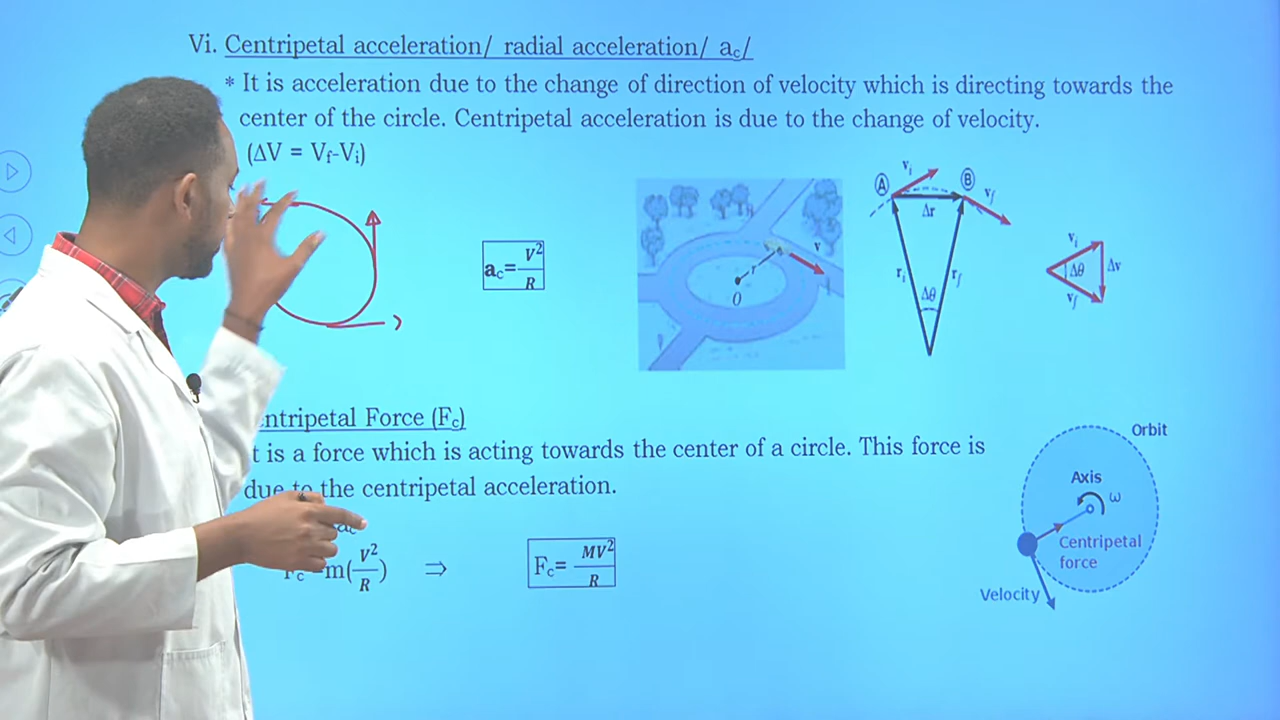 Vi. Centripetal acceleration/ radial acceleration/ ac/
* It is acceleration due to the change of direction of velocity which is directing towards the
center of the circle. Centripetal acceleration is due to the change of velocity.
(ΔV = Vf-Vi)
ac= V²/R
r
v
O
A
vi
B
vf
Δr
ri
rf
Δθ
vi
Δθ
Δv
vf
ntripetal Force (Fc)
t is a force which is acting towards the center of a circle. This force is
due to the centripetal acceleration.
ac
Fc =m(V²/R) ⇒ Fc= MV²/R
Orbit
Axis
ω
Centripetal
force
Velocity